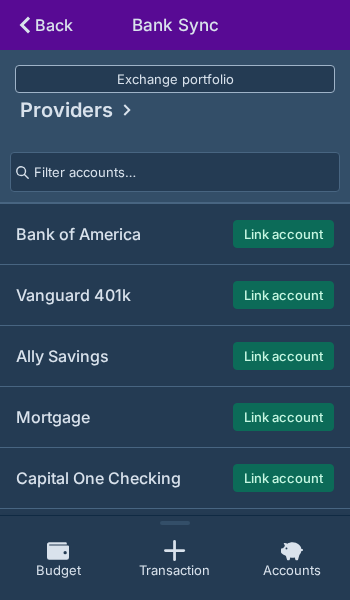 Back
Bank Sync
Exchange portfolio
Providers
Filter accounts...
Bank of America
Link account
Vanguard 401k
Link account
Ally Savings
Link account
Mortgage
Link account
Capital One Checking
Link account
Budget
Transaction
Accounts